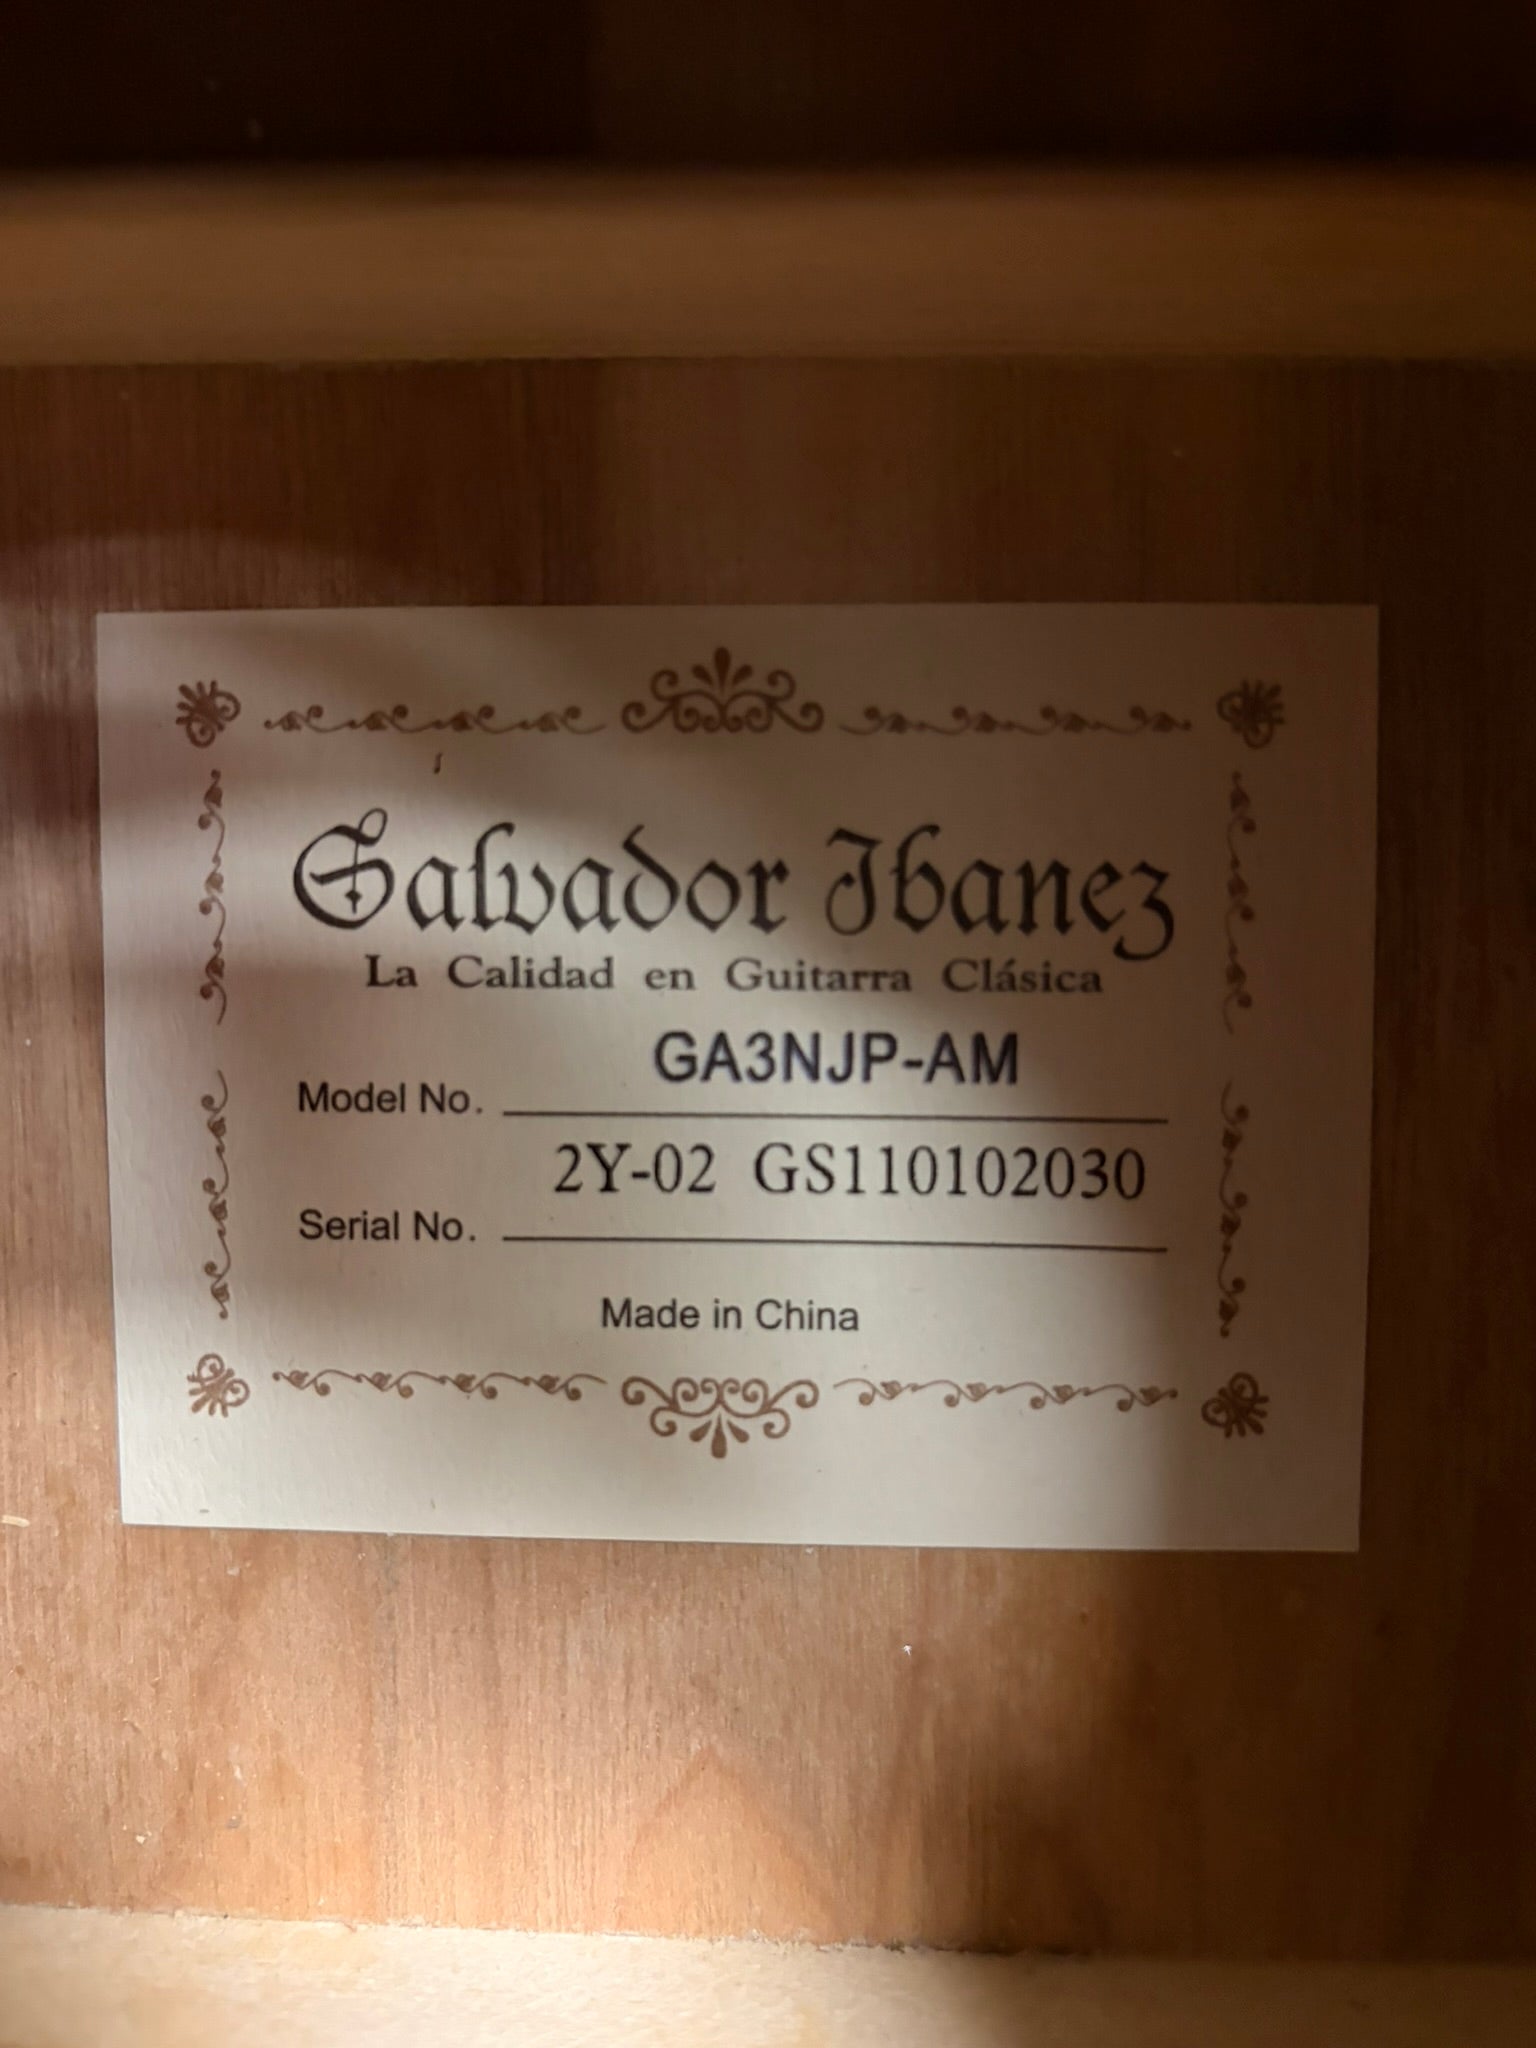 Salvador Ibanez
La Calidad en Guitarra Clásica
Model No. GA3NJP-AM
Serial No. 2Y-02 GS110102030
Made in China